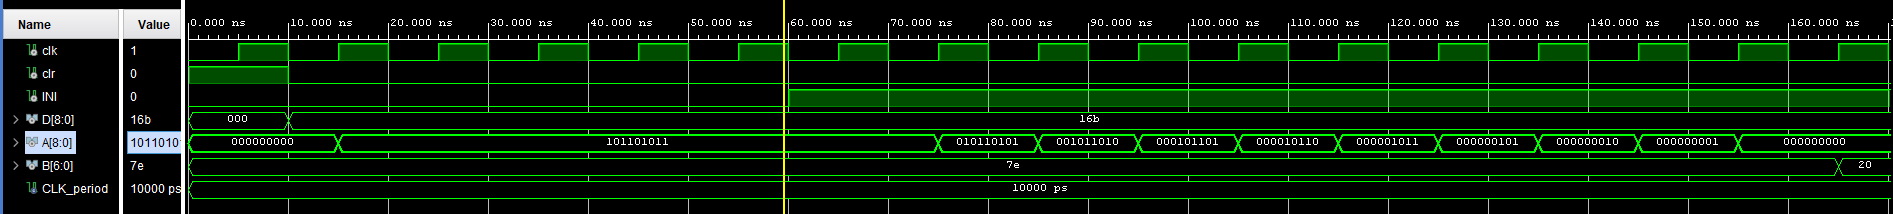 Name Value 0.000 ns 10.000 ns 20.000 ns 30.000 ns 40.000 ns 50.000 ns 60.000 ns 70.000 ns 80.000 ns 90.000 ns 100.000 ns 110.000 ns 120.000 ns 130.000 ns 140.000 ns 150.000 ns 160.000 ns
clk 1
clr 0
INI 0
D[8:0] 16b 000 16b
A[8:0] 10110101 000000000 101101011 010110101 001011010 000101101 000010110 000001011 000000101 000000010 000000001 000000000
B[6:0] 7e 7e 20
CLK_period 10000 ps 10000 ps